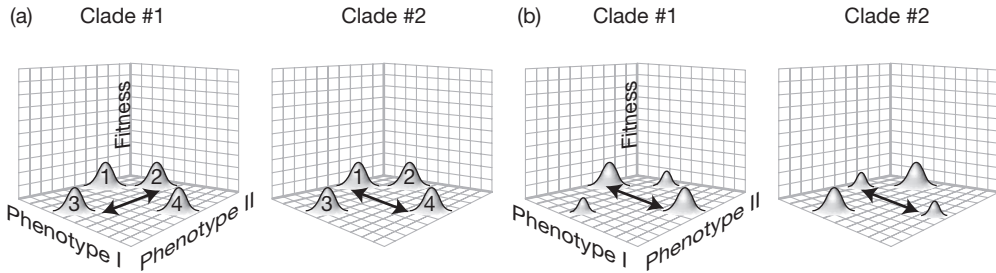 (a) Clade #1 Clade #2 (b) Clade #1 Clade #2
Fitness
1 2
3 4
Phenotype I
Phenotype II
1 2
3 4
Fitness
Phenotype I
Phenotype II